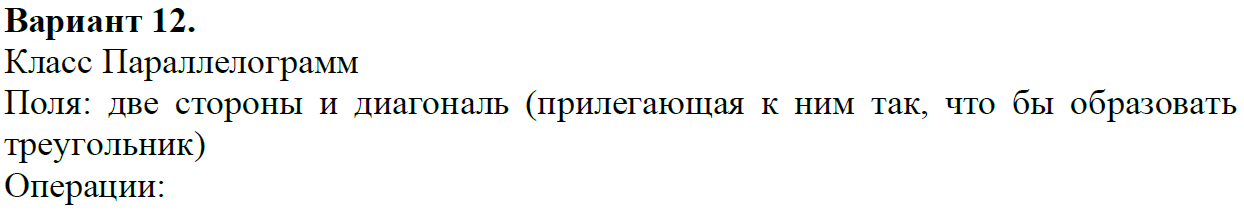 Вариант 12.
Класс Параллелограмм
Поля: две стороны и диагональ (прилегающая к ним так, что бы образовать
треугольник)
Операции: